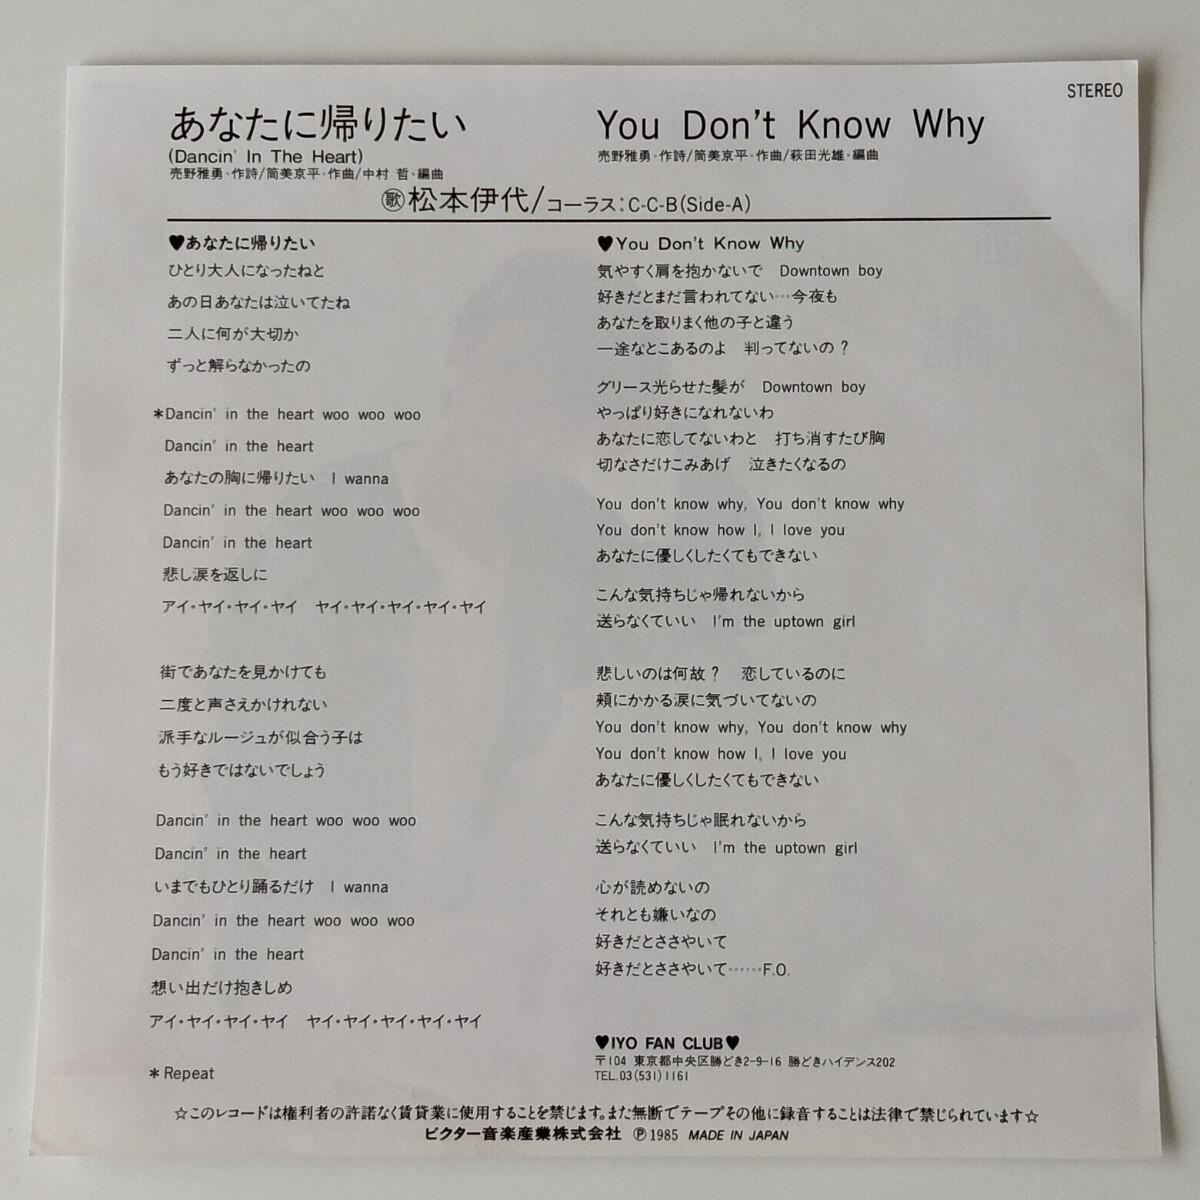 STEREO
あなたに帰りたい
(Dancin' In The Heart)
売野雅勇・作詩/筒美京平・作曲/中村 哲・編曲
You Don't Know Why
売野雅勇・作詩/筒美京平・作曲/萩田光雄・編曲
㊙歌松本伊代/コーラス:C-C-B(Side-A)
♥あなたに帰りたい
ひとり大人になったねと
あの日あなたは泣いてたね
二人に何が大切か
ずっと解らなかったの
*Dancin' in the heart woo woo woo
Dancin' in the heart
あなたの胸に帰りたい I wanna
Dancin' in the heart woo woo woo
Dancin' in the heart
悲し涙を返しに
アイ・ヤイ・ヤイ・ヤイ ヤイ・ヤイ・ヤイ・ヤイ・ヤイ
街であなたを見かけても
二度と声さえかけれない
派手なルージュが似合う子は
もう好きではないでしょう
Dancin' in the heart woo woo woo
Dancin' in the heart
いまでもひとり踊るだけ I wanna
Dancin' in the heart woo woo woo
Dancin' in the heart
想い出だけ抱きしめ
アイ・ヤイ・ヤイ・ヤイ ヤイ・ヤイ・ヤイ・ヤイ・ヤイ
*Repeat
♥You Don't Know Why
気やすく肩を抱かないで Downtown boy
好きだとまだ言われてない…今夜も
あなたを取りまく他の子と違う
一途なとこあるのよ 判ってないの?
グリース光らせた髪が Downtown boy
やっぱり好きになれないわ
あなたに恋してないわと 打ち消すたび胸
切なさだけこみあげ 泣きたくなるの
You don't know why, You don't know why
You don't know how I, I love you
あなたに優しくしたくてもできない
こんな気持ちじゃ帰れないから
送らなくていい I'm the uptown girl
悲しいのは何故? 恋しているのに
頬にかかる涙に気づいてないの
You don't know why, You don't know why
You don't know how I, I love you
あなたに優しくしたくてもできない
こんな気持ちじゃ眠れないから
送らなくていい I'm the uptown girl
心が読めないの
それとも嫌いなの
好きだとささやいて
好きだとささやいて……F.O.
♥IYO FAN CLUB♥
〒104 東京都中央区勝どき2-9-16 勝どきハイデンス202
TEL.03(531)1161
☆このレコードは権利者の許諾なく賃貸業に使用することを禁じます。また無断でテープその他に録音することは法律で禁じられています☆
ビクター音楽産業株式会社 Ⓟ1985 MADE IN JAPAN